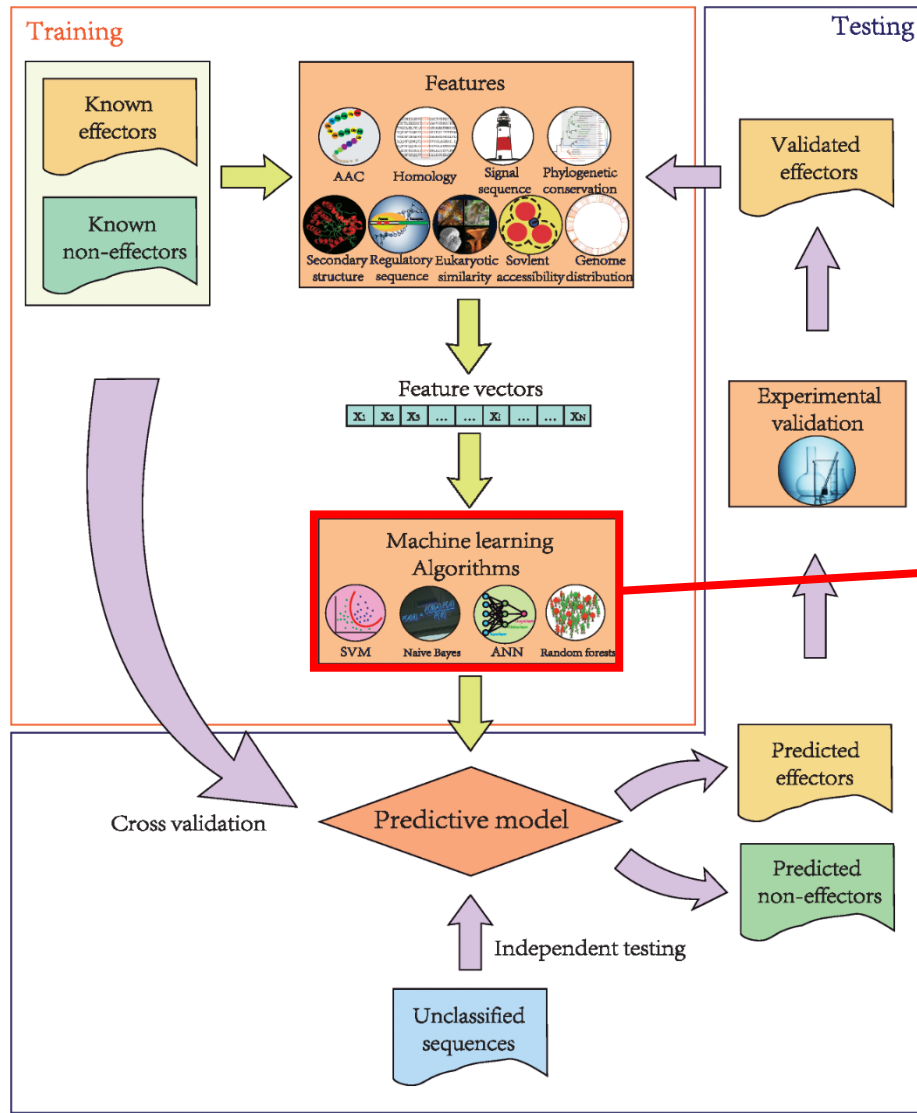 Training
Testing
Known
effectors
Known
non-effectors
Features
AAC
Homology
Signal
sequence
Phylogenetic
conservation
Secondary
structure
Regulatory
sequence
Eukaryotic
similarity
Sovlent
accessibility
Genome
distribution
Validated
effectors
Feature vectors
X1 X2 X3 ... ... Xi ... ... XN
Experimental
validation
Machine learning
Algorithms
SVM
Naive Bayes
ANN
Random forests
Cross validation
Predictive model
Predicted
effectors
Predicted
non-effectors
Independent testing
Unclassified
sequences